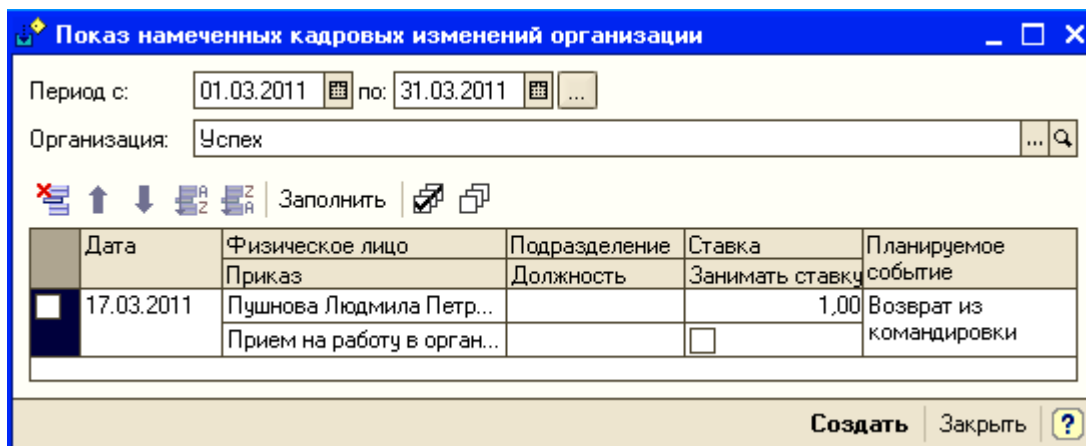 Показ намеченных кадровых изменений организации
Период с: 01.03.2011 по: 31.03.2011 ...
Организация: Успех ...
Заполнить
Дата Физическое лицо Подразделение Ставка Планируемое событие
Приказ Должность Занимать ставку
17.03.2011 Пушнова Людмила Петр... 1,00 Возврат из командировки
Прием на работу в орган...
Создать Закрыть ?